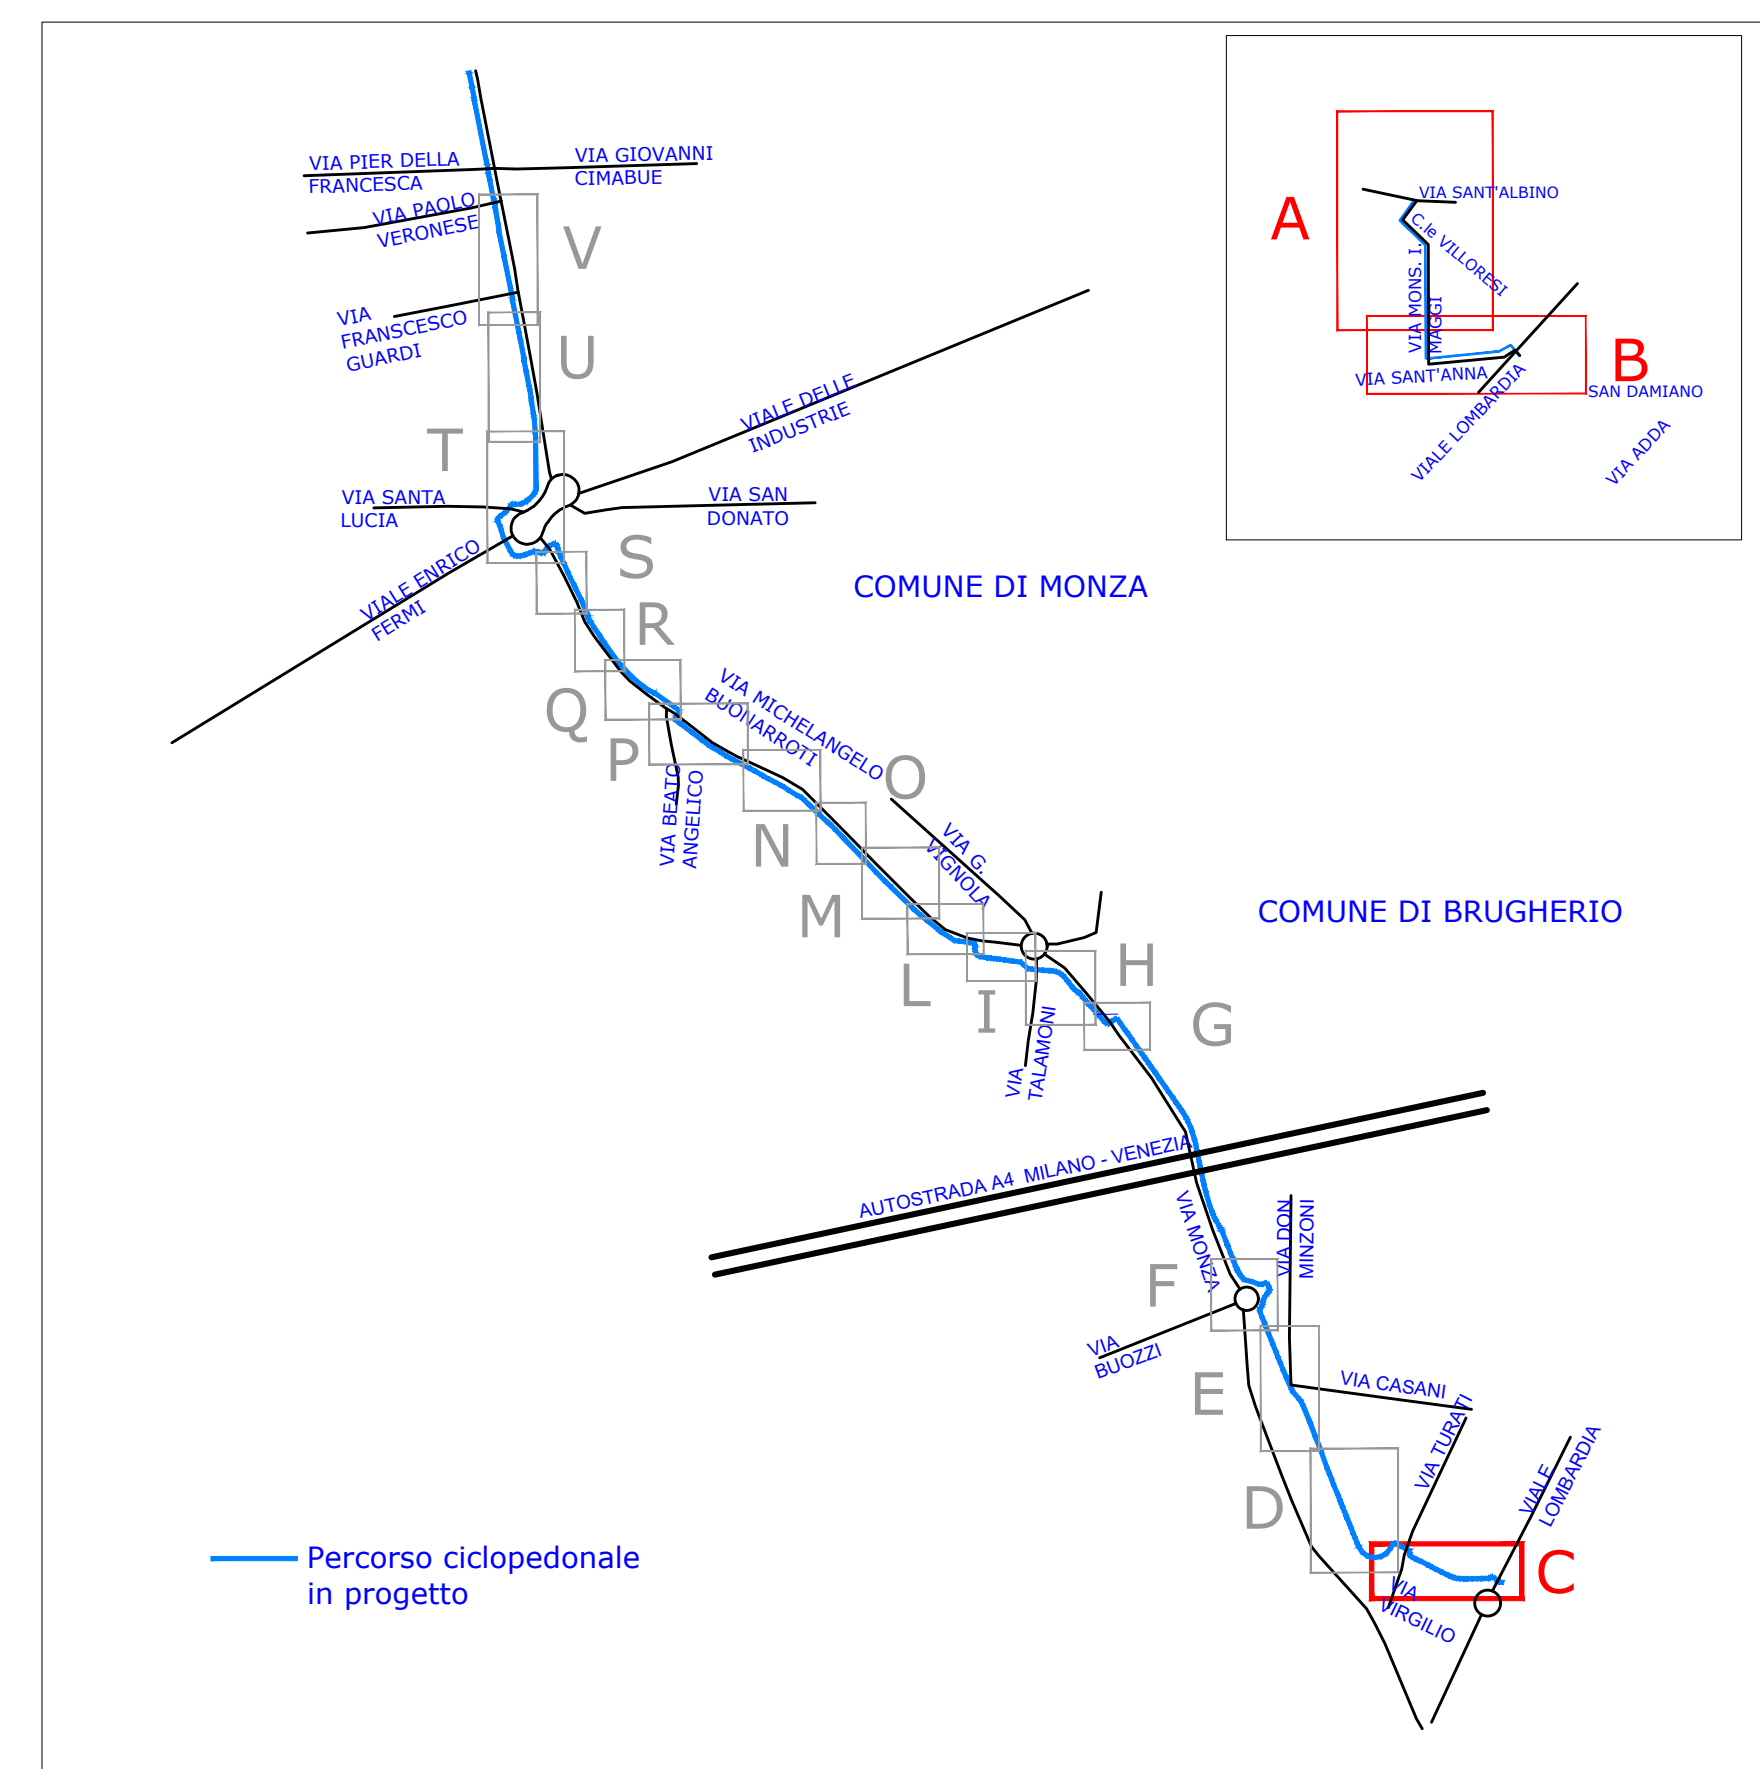 VIA PIER DELLA
FRANCESCA
VIA GIOVANNI
CIMABUE
VIA PAOLO
VERONESE
V
VIA
FRANSCESCO
GUARDI
U
T
VIALE DELLE
INDUSTRIE
VIA SANTA
LUCIA
VIA SAN
DONATO
VIALE ENRICO
FERMI
S
R
COMUNE DI MONZA
Q
P
VIA MICHELANGELO
BUONARROTI
O
VIA BEATO
ANGELICO
N
VIA G.
VIGNOLA
M
L
I
H
G
COMUNE DI BRUGHERIO
VIA
TALAMONI
AUTOSTRADA A4 MILANO - VENEZIA
VIA MONZA
VIA DON
MINZONI
F
VIA
BUOZZI
E
VIA CASANI
VIA TURATI
VIALE
LOMBARDIA
D
C
VIA
VIRGILIO
Percorso ciclopedonale
in progetto
A
VIA SANT'ALBINO
C.le VILLORESI
VIA MONS. I.
MAGGI
B
VIA SANT'ANNA
SAN DAMIANO
VIALE LOMBARDIA
VIA ADDA